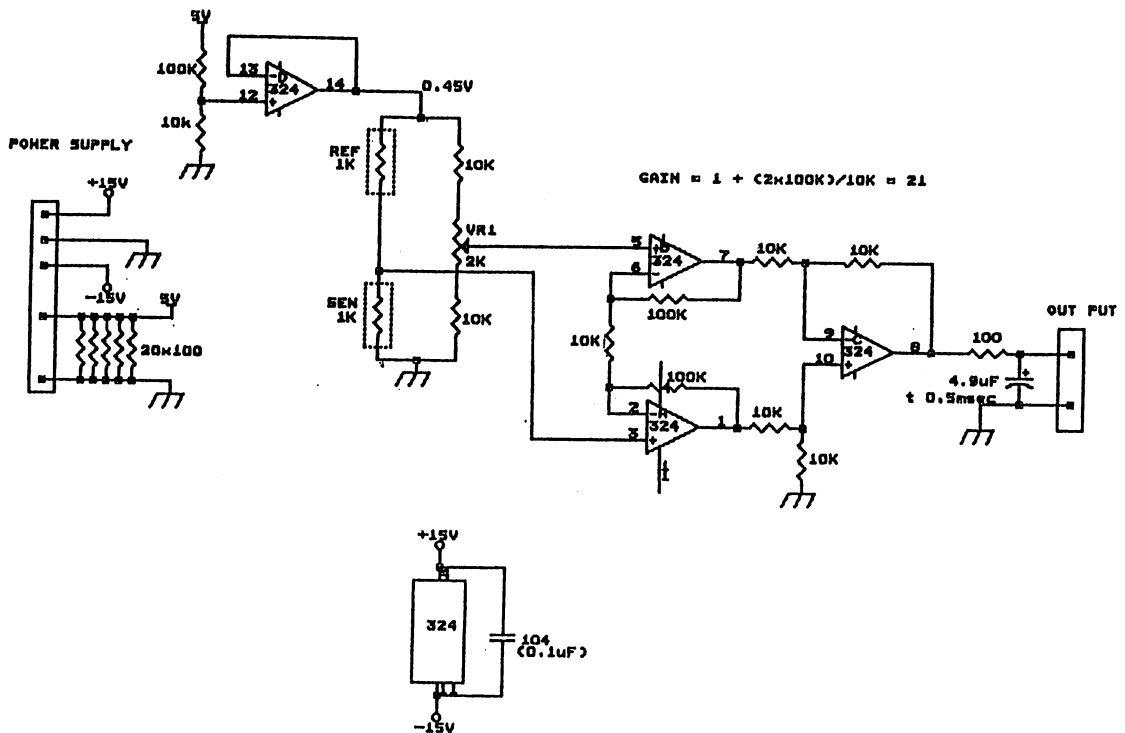 5V
100K
13
D
324
14
12
0.45V
10k
POWER SUPPLY
REF
1K
10K
+15V
GAIN = 1 + (2x100K)/10K = 21
VR1
2K
5
B
324
7
6
10K
10K
-15V
5V
SEN
1K
10K
100K
OUT PUT
20x100
10K
9
C
324
8
10
100
4.9uF
t 0.5msec
100K
2
A
324
1
3
10K
10K
+15V
324
104
(0.1uF)
-15V